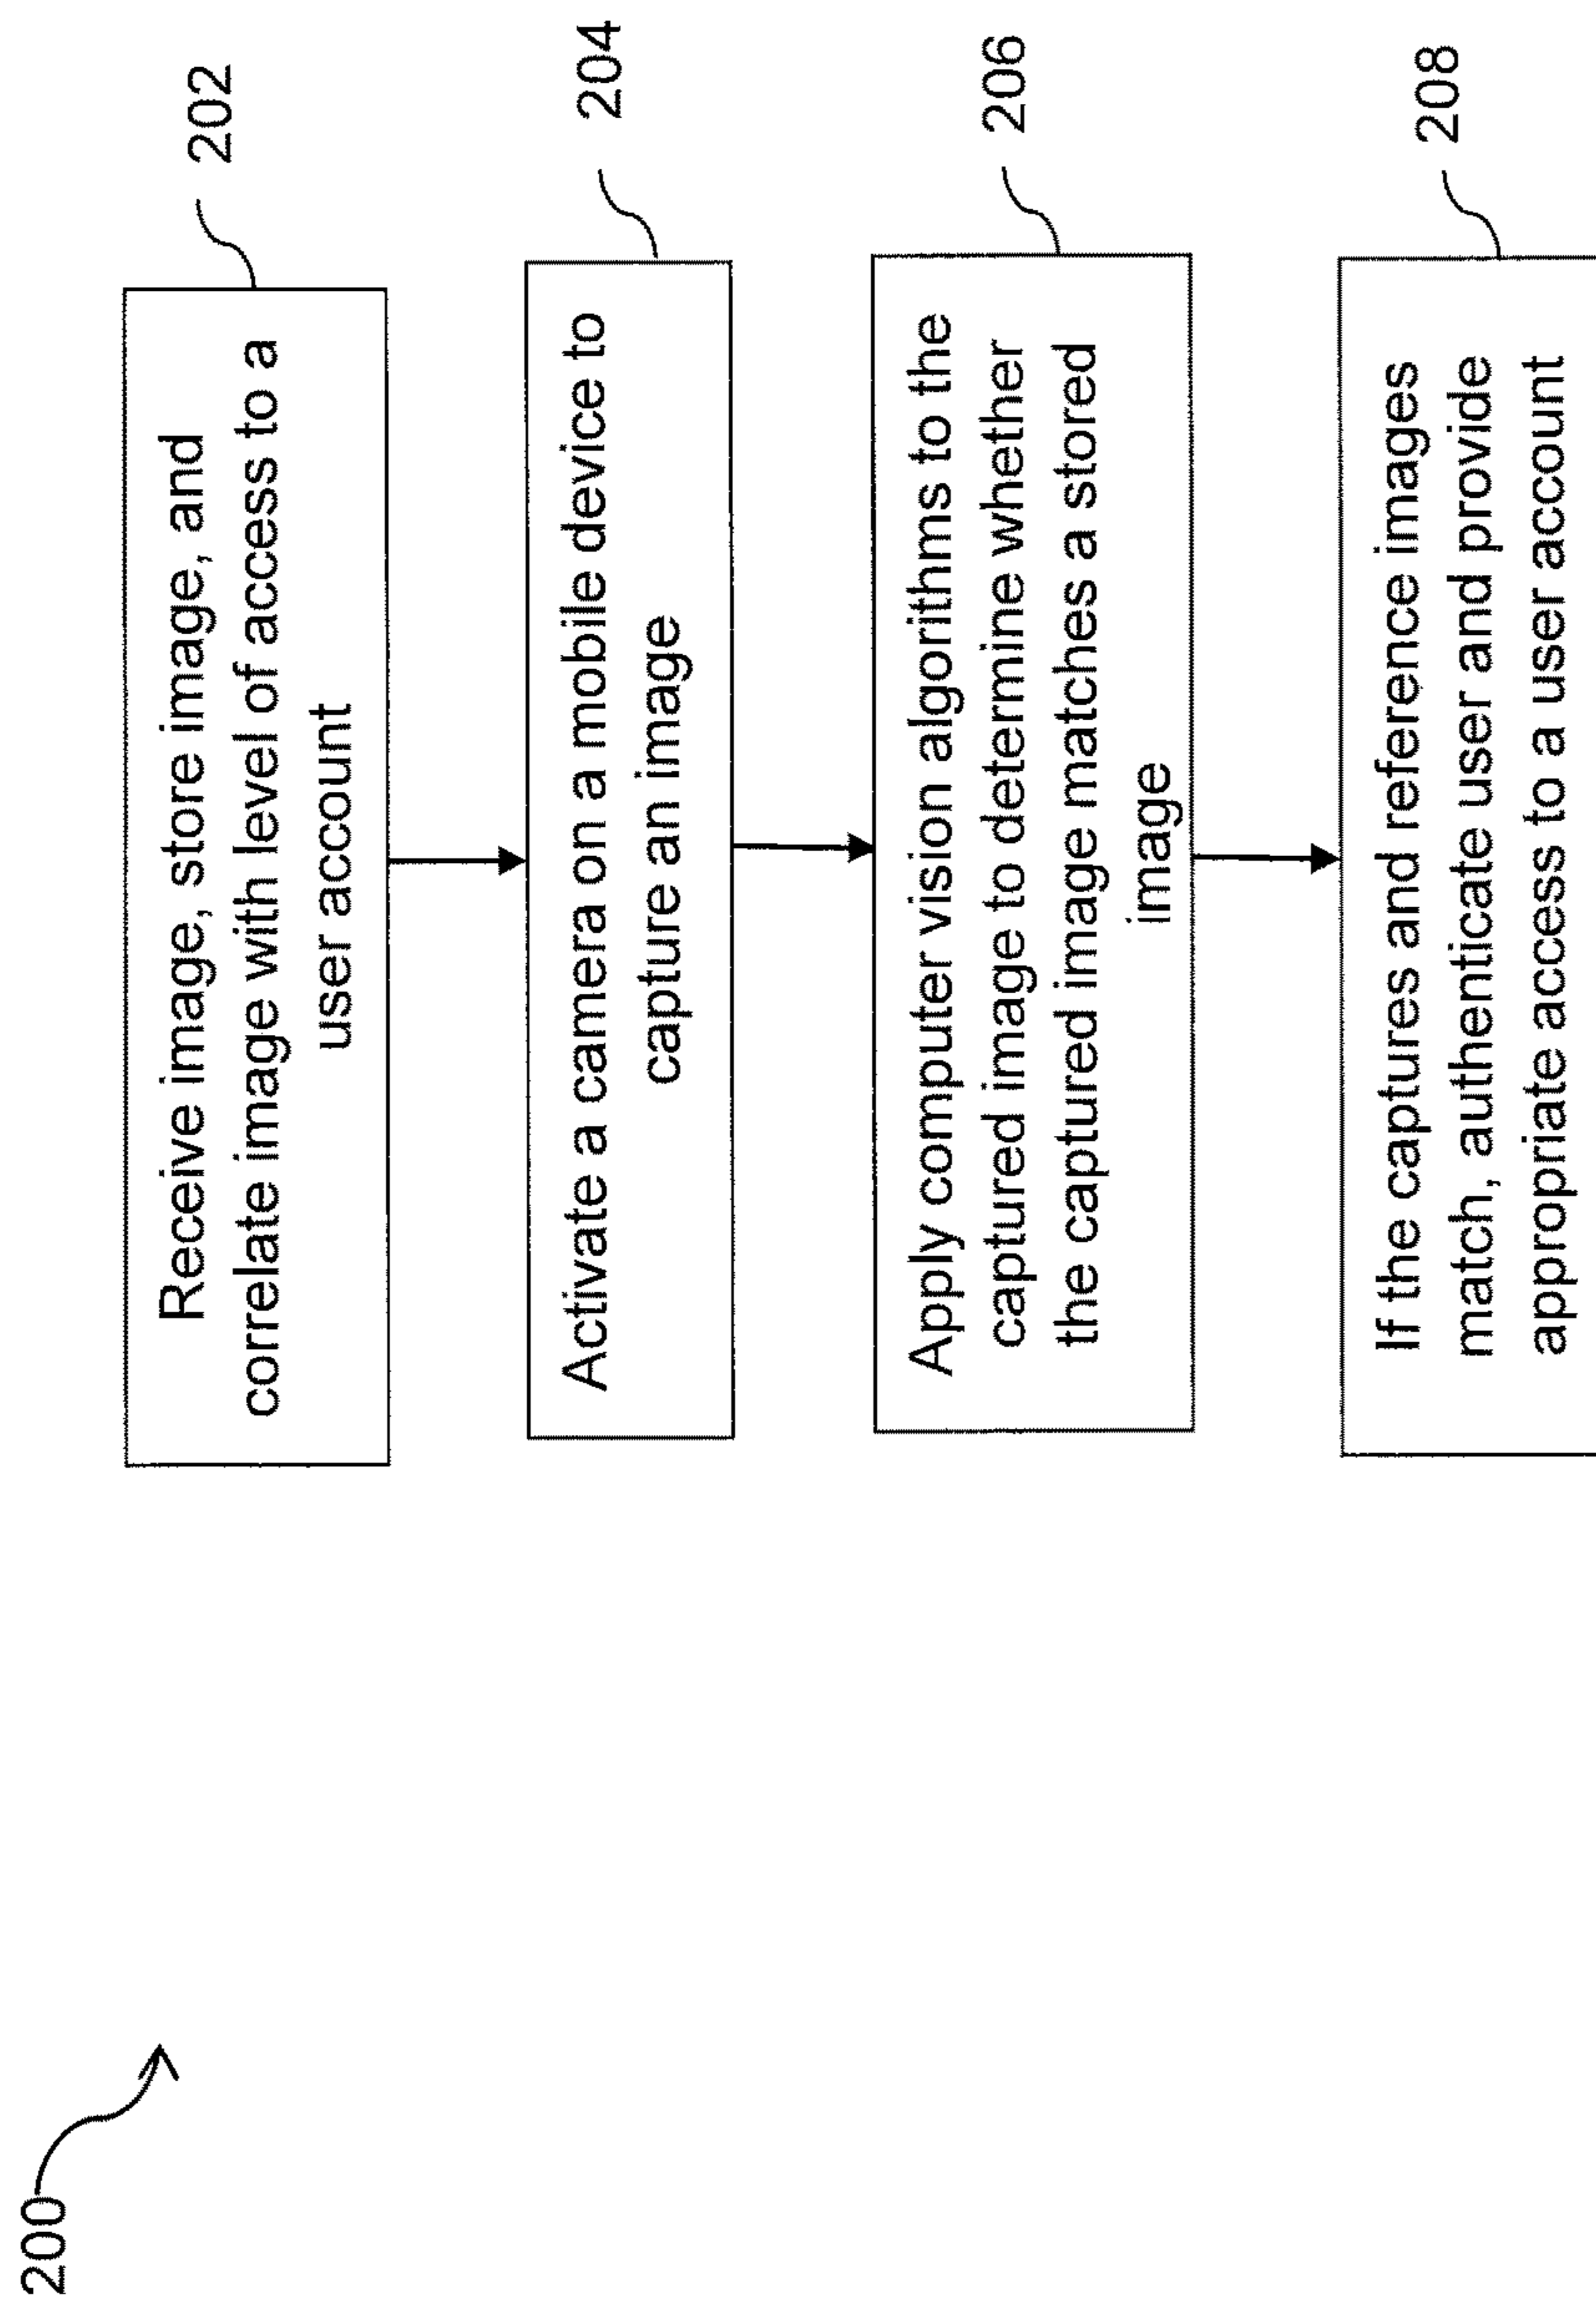 200
202
Receive image, store image, and
correlate image with level of access to a
user account
204
Activate a camera on a mobile device to
capture an image
206
Apply computer vision algorithms to the
captured image to determine whether
the captured image matches a stored
image
208
If the captures and reference images
match, authenticate user and provide
appropriate access to a user account